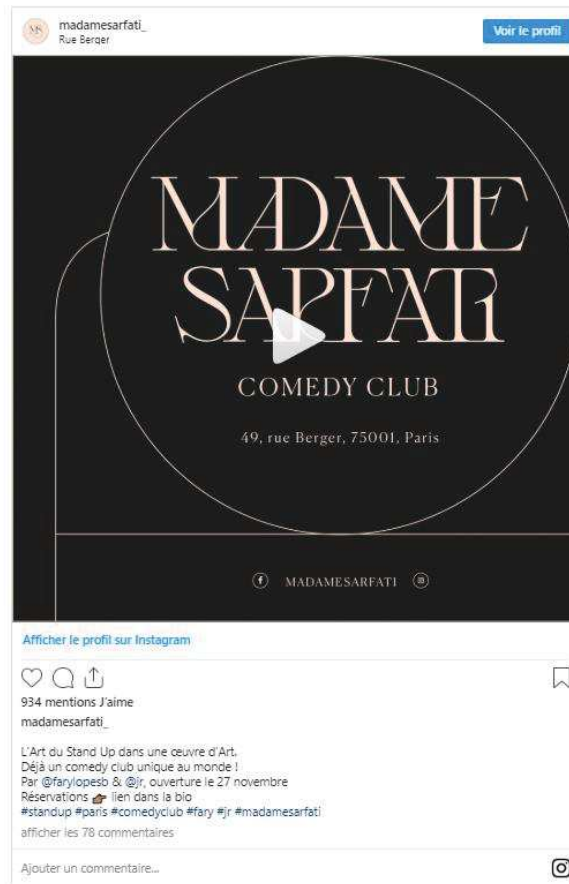 MS
madamesarfati_
Rue Berger
Voir le profil
MADAME
SARFATI
COMEDY CLUB
49, rue Berger, 75001, Paris
MADAMESARFATI
Afficher le profil sur Instagram
934 mentions J'aime
madamesarfati_
L'Art du Stand Up dans une œuvre d'Art.
Déjà un comedy club unique au monde !
Par @farylopesb & @jr, ouverture le 27 novembre
Réservations 👉🏾 lien dans la bio
#standup #paris #comedyclub #fary #jr #madamesarfati
afficher les 78 commentaires
Ajouter un commentaire...